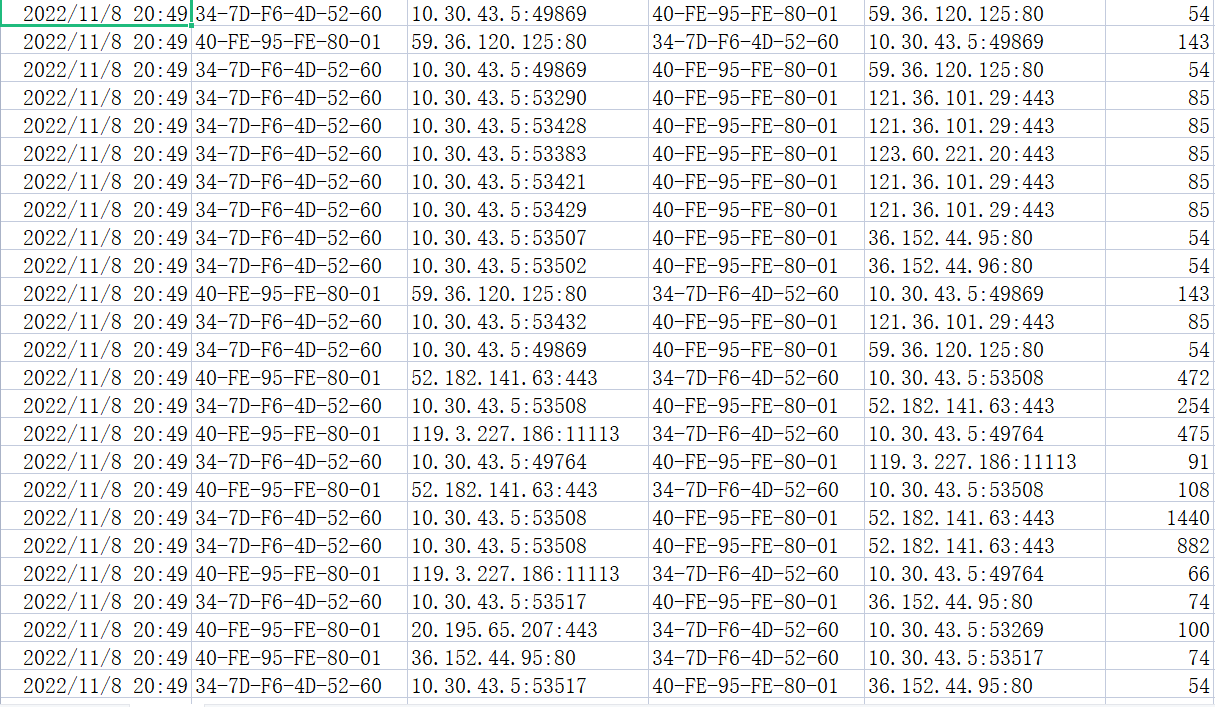 2022/11/8 20:49 34-7D-F6-4D-52-60 10.30.43.5:49869 40-FE-95-FE-80-01 59.36.120.125:80 54
2022/11/8 20:49 40-FE-95-FE-80-01 59.36.120.125:80 34-7D-F6-4D-52-60 10.30.43.5:49869 143
2022/11/8 20:49 34-7D-F6-4D-52-60 10.30.43.5:49869 40-FE-95-FE-80-01 59.36.120.125:80 54
2022/11/8 20:49 34-7D-F6-4D-52-60 10.30.43.5:53290 40-FE-95-FE-80-01 121.36.101.29:443 85
2022/11/8 20:49 34-7D-F6-4D-52-60 10.30.43.5:53428 40-FE-95-FE-80-01 121.36.101.29:443 85
2022/11/8 20:49 34-7D-F6-4D-52-60 10.30.43.5:53383 40-FE-95-FE-80-01 123.60.221.20:443 85
2022/11/8 20:49 34-7D-F6-4D-52-60 10.30.43.5:53421 40-FE-95-FE-80-01 121.36.101.29:443 85
2022/11/8 20:49 34-7D-F6-4D-52-60 10.30.43.5:53429 40-FE-95-FE-80-01 121.36.101.29:443 85
2022/11/8 20:49 34-7D-F6-4D-52-60 10.30.43.5:53507 40-FE-95-FE-80-01 36.152.44.95:80 54
2022/11/8 20:49 34-7D-F6-4D-52-60 10.30.43.5:53502 40-FE-95-FE-80-01 36.152.44.96:80 54
2022/11/8 20:49 40-FE-95-FE-80-01 59.36.120.125:80 34-7D-F6-4D-52-60 10.30.43.5:49869 143
2022/11/8 20:49 34-7D-F6-4D-52-60 10.30.43.5:53432 40-FE-95-FE-80-01 121.36.101.29:443 85
2022/11/8 20:49 34-7D-F6-4D-52-60 10.30.43.5:49869 40-FE-95-FE-80-01 59.36.120.125:80 54
2022/11/8 20:49 40-FE-95-FE-80-01 52.182.141.63:443 34-7D-F6-4D-52-60 10.30.43.5:53508 472
2022/11/8 20:49 34-7D-F6-4D-52-60 10.30.43.5:53508 40-FE-95-FE-80-01 52.182.141.63:443 254
2022/11/8 20:49 40-FE-95-FE-80-01 119.3.227.186:11113 34-7D-F6-4D-52-60 10.30.43.5:49764 475
2022/11/8 20:49 34-7D-F6-4D-52-60 10.30.43.5:49764 40-FE-95-FE-80-01 119.3.227.186:11113 91
2022/11/8 20:49 40-FE-95-FE-80-01 52.182.141.63:443 34-7D-F6-4D-52-60 10.30.43.5:53508 108
2022/11/8 20:49 34-7D-F6-4D-52-60 10.30.43.5:53508 40-FE-95-FE-80-01 52.182.141.63:443 1440
2022/11/8 20:49 34-7D-F6-4D-52-60 10.30.43.5:53508 40-FE-95-FE-80-01 52.182.141.63:443 882
2022/11/8 20:49 40-FE-95-FE-80-01 119.3.227.186:11113 34-7D-F6-4D-52-60 10.30.43.5:49764 66
2022/11/8 20:49 34-7D-F6-4D-52-60 10.30.43.5:53517 40-FE-95-FE-80-01 36.152.44.95:80 74
2022/11/8 20:49 40-FE-95-FE-80-01 20.195.65.207:443 34-7D-F6-4D-52-60 10.30.43.5:53269 100
2022/11/8 20:49 40-FE-95-FE-80-01 36.152.44.95:80 34-7D-F6-4D-52-60 10.30.43.5:53517 74
2022/11/8 20:49 34-7D-F6-4D-52-60 10.30.43.5:53517 40-FE-95-FE-80-01 36.152.44.95:80 54